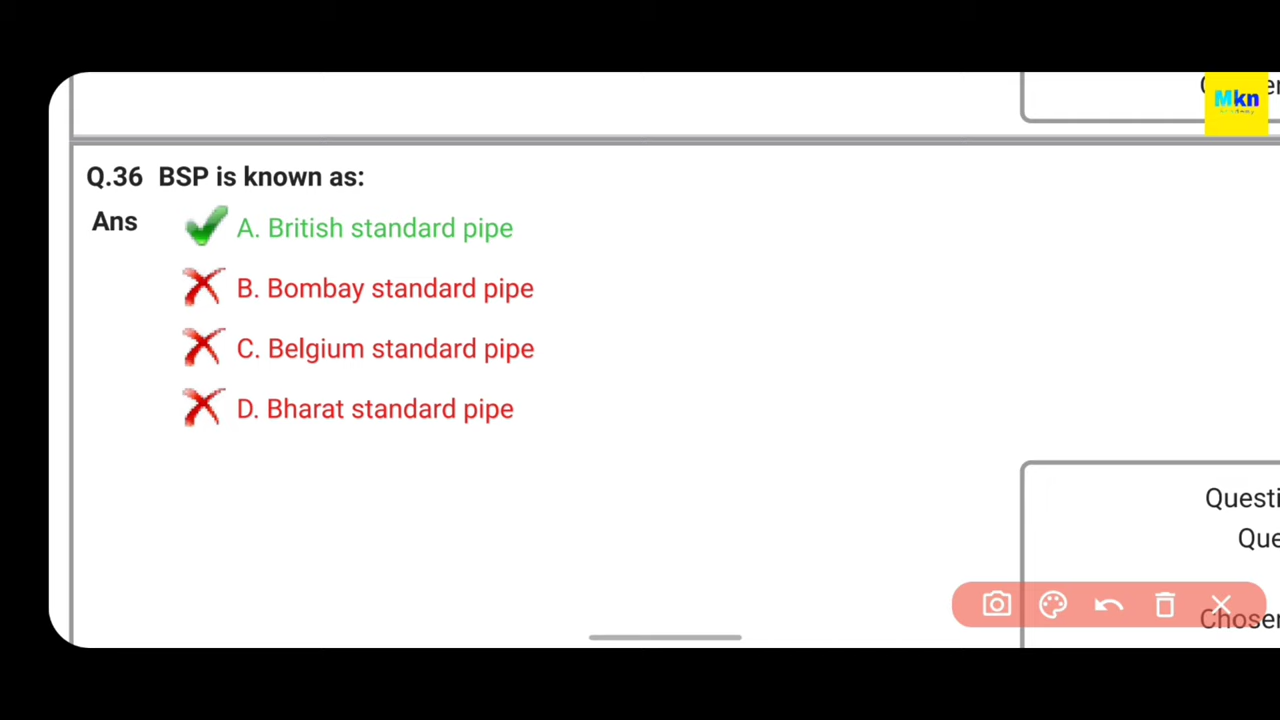 Mkn
Q.36 BSP is known as:
Ans
A. British standard pipe
B. Bombay standard pipe
C. Belgium standard pipe
D. Bharat standard pipe
Questi
Que
Chosen